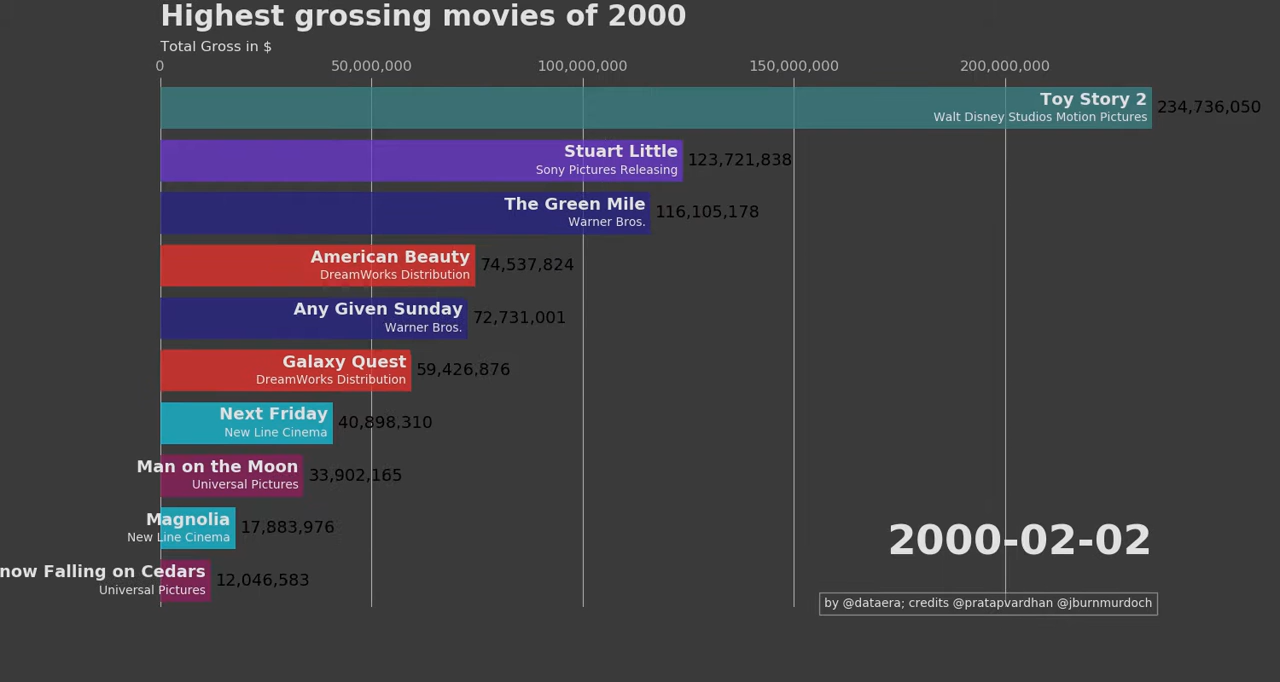 Highest grossing movies of 2000
Total Gross in $
0 50,000,000 100,000,000 150,000,000 200,000,000
Toy Story 2
Walt Disney Studios Motion Pictures
234,736,050
Stuart Little
Sony Pictures Releasing
123,721,838
The Green Mile
Warner Bros.
116,105,178
American Beauty
DreamWorks Distribution
74,537,824
Any Given Sunday
Warner Bros.
72,731,001
Galaxy Quest
DreamWorks Distribution
59,426,876
Next Friday
New Line Cinema
40,898,310
Man on the Moon
Universal Pictures
33,902,165
Magnolia
New Line Cinema
17,883,976
now Falling on Cedars
Universal Pictures
12,046,583
2000-02-02
by @dataera; credits @pratapvardhan @jburnmurdoch